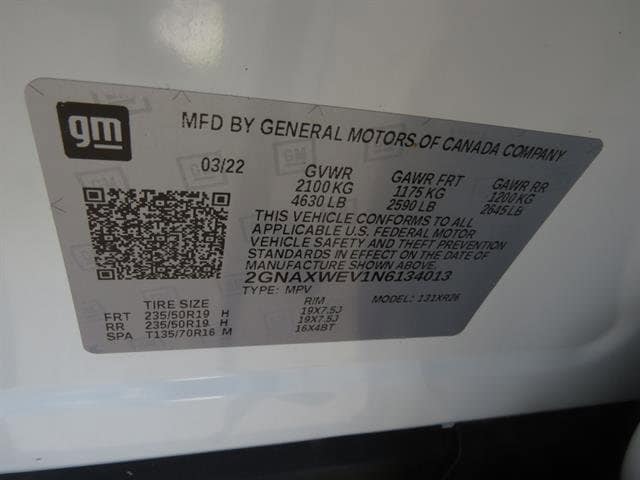 gm
MFD BY GENERAL MOTORS OF CANADA COMPANY
03/22 GVWR GAWR FRT GAWR RR
2100 KG 1175 KG 1200 KG
4630 LB 2590 LB 2645 LB
THIS VEHICLE CONFORMS TO ALL
APPLICABLE U.S. FEDERAL MOTOR
VEHICLE SAFETY AND THEFT PREVENTION
STANDARDS IN EFFECT ON THE DATE OF
MANUFACTURE SHOWN ABOVE.
2GNAXWEV1N6134013
TYPE: MPV MODEL: 131XR26
TIRE SIZE RIM
FRT 235/50R19 H 19X7.5J
RR 235/50R19 H 19X7.5J
SPA T135/70R16 M 16X4BT